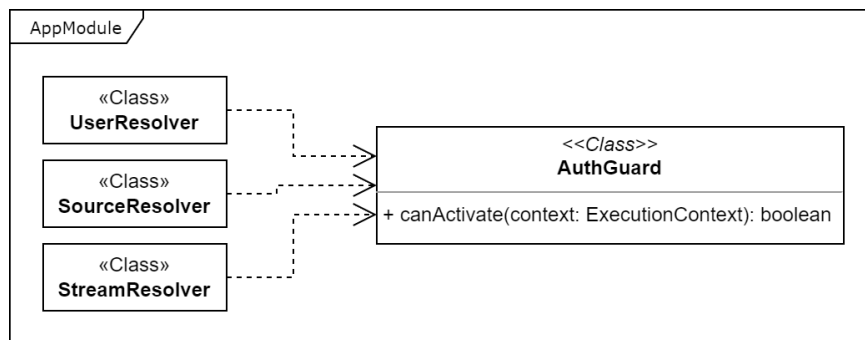 AppModule
«Class»
UserResolver
«Class»
SourceResolver
«Class»
StreamResolver
<<Class>>
AuthGuard
+ canActivate(context: ExecutionContext): boolean